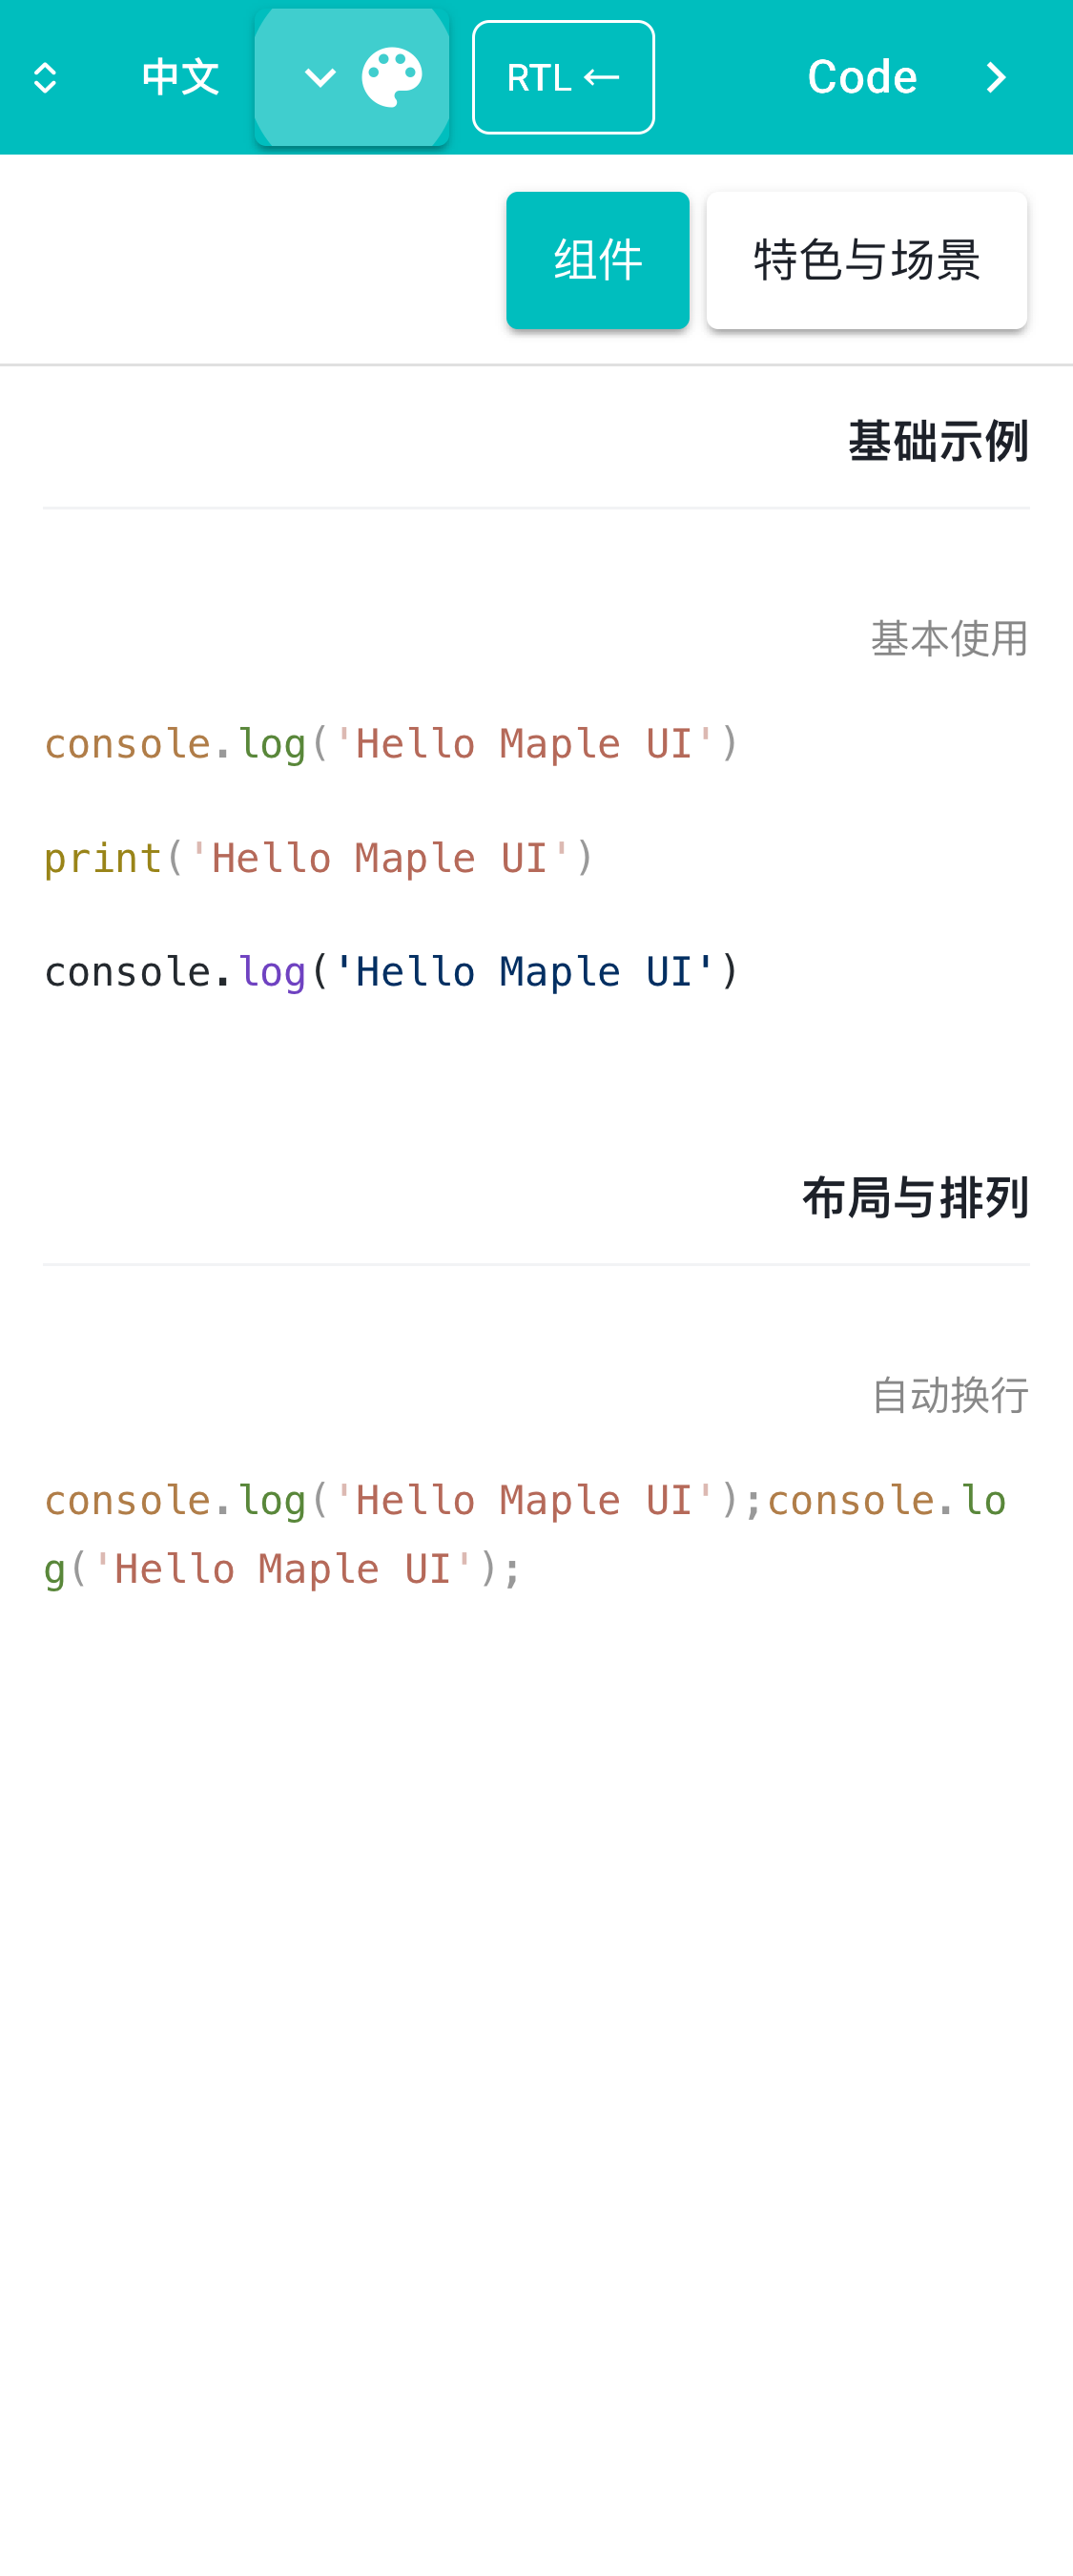 中文
RTL ←
Code
组件
特色与场景
基础示例
基本使用
console.log('Hello Maple UI')
print('Hello Maple UI')
console.log('Hello Maple UI')
布局与排列
自动换行
console.log('Hello Maple UI');console.lo
g('Hello Maple UI');